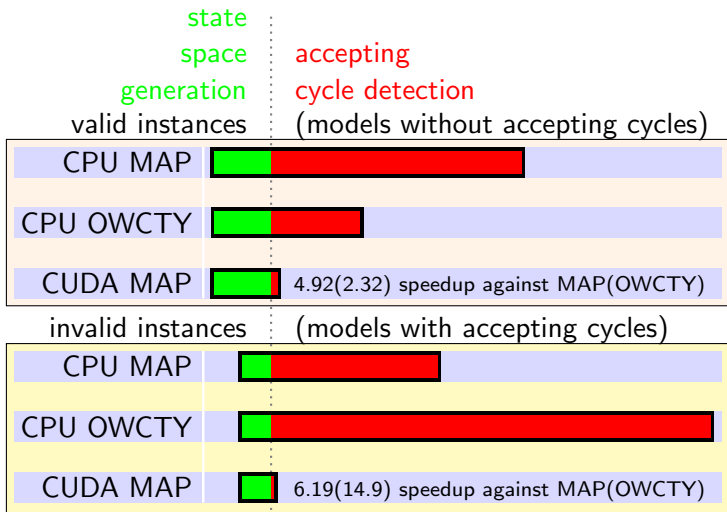 state
space accepting
generation cycle detection
valid instances (models without accepting cycles)
CPU MAP
CPU OWCTY
CUDA MAP 4.92(2.32) speedup against MAP(OWCTY)
invalid instances (models with accepting cycles)
CPU MAP
CPU OWCTY
CUDA MAP 6.19(14.9) speedup against MAP(OWCTY)